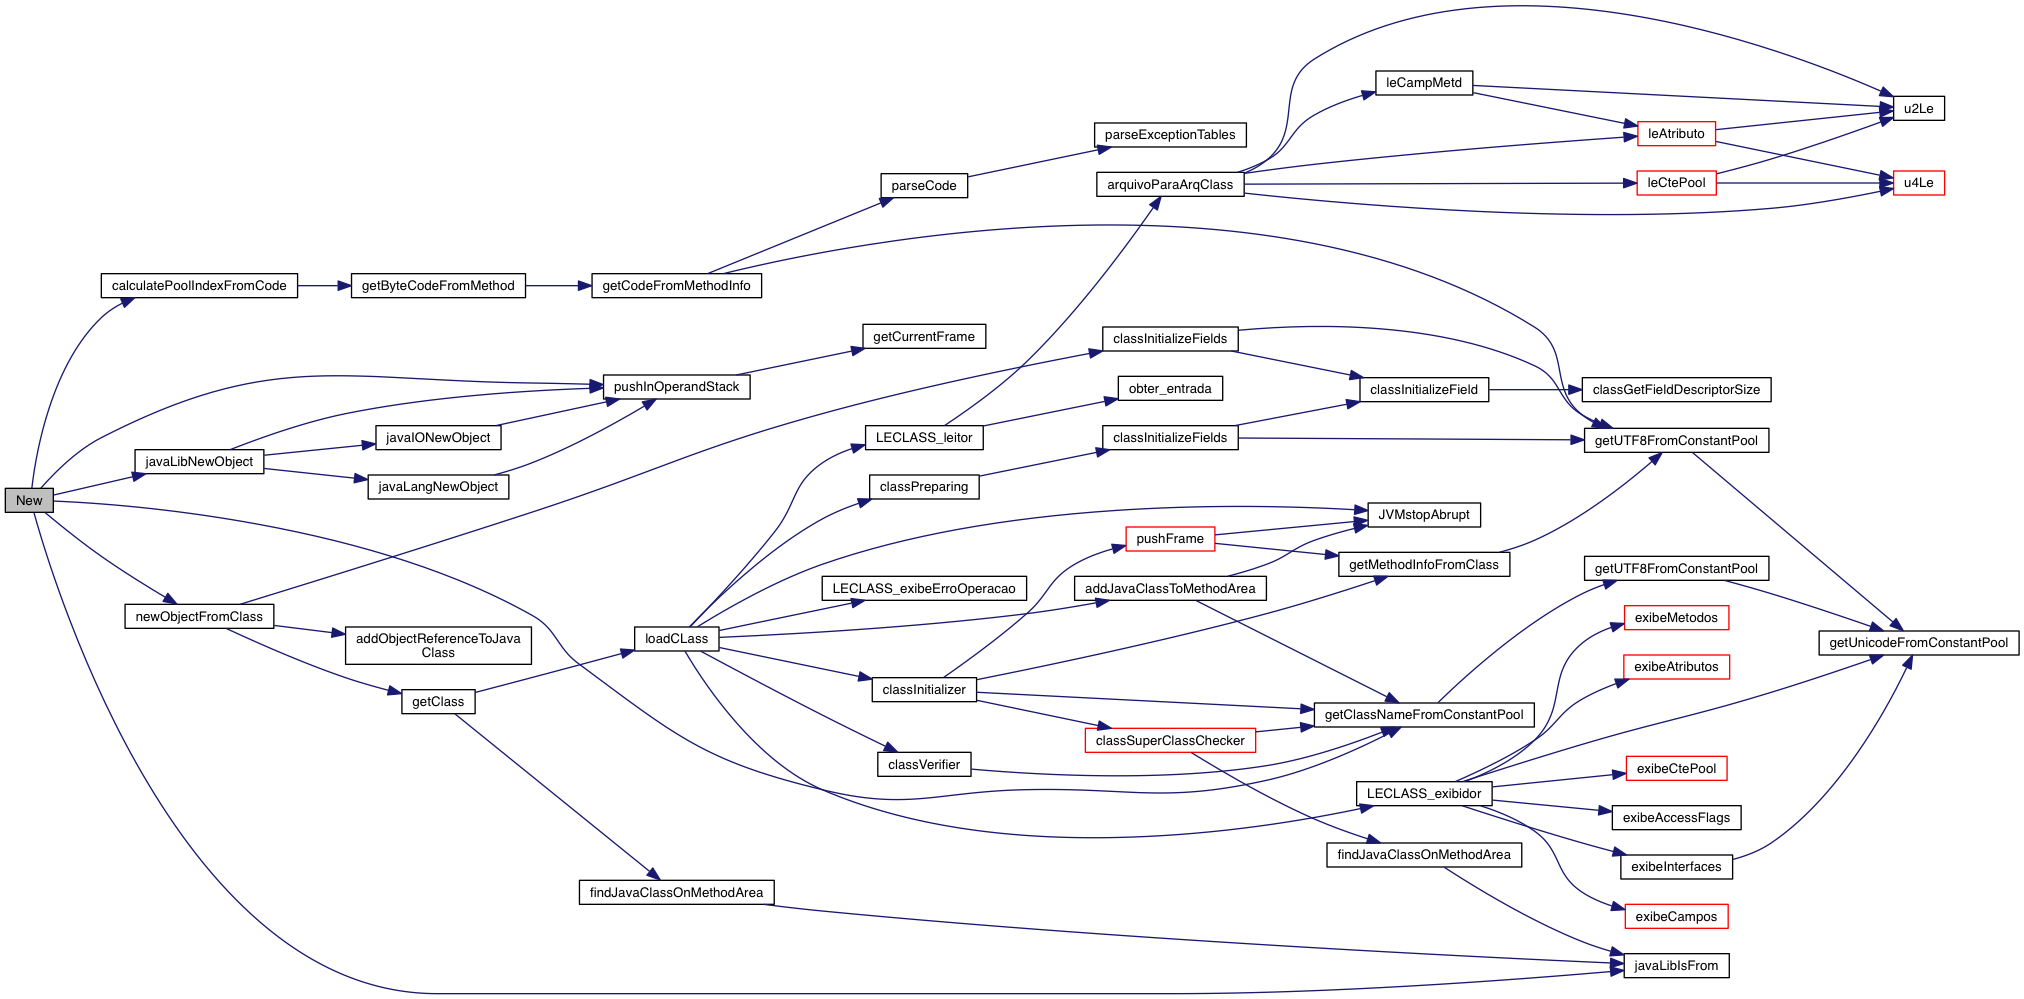 leCampMetd
u2Le
leAtributo
parseExceptionTables
arquivoParaArqClass
leCtePool
u4Le
parseCode
calculatePoolIndexFromCode
getByteCodeFromMethod
getCodeFromMethodInfo
getCurrentFrame
classInitializeFields
pushInOperandStack
obter_entrada
classInitializeField
classGetFieldDescriptorSize
javaIONewObject
LECLASS_leitor
classInitializeFields
getUTF8FromConstantPool
javaLibNewObject
javaLangNewObject
classPreparing
New
JVMstopAbrupt
pushFrame
getMethodInfoFromClass
getUTF8FromConstantPool
LECLASS_exibeErroOperacao
addJavaClassToMethodArea
newObjectFromClass
exibeMetodos
addObjectReferenceToJava
Class
loadCLass
getUnicodeFromConstantPool
exibeAtributos
getClass
classInitializer
getClassNameFromConstantPool
classSuperClassChecker
classVerifier
exibeCtePool
LECLASS_exibidor
exibeAccessFlags
findJavaClassOnMethodArea
exibeInterfaces
findJavaClassOnMethodArea
exibeCampos
javaLibIsFrom